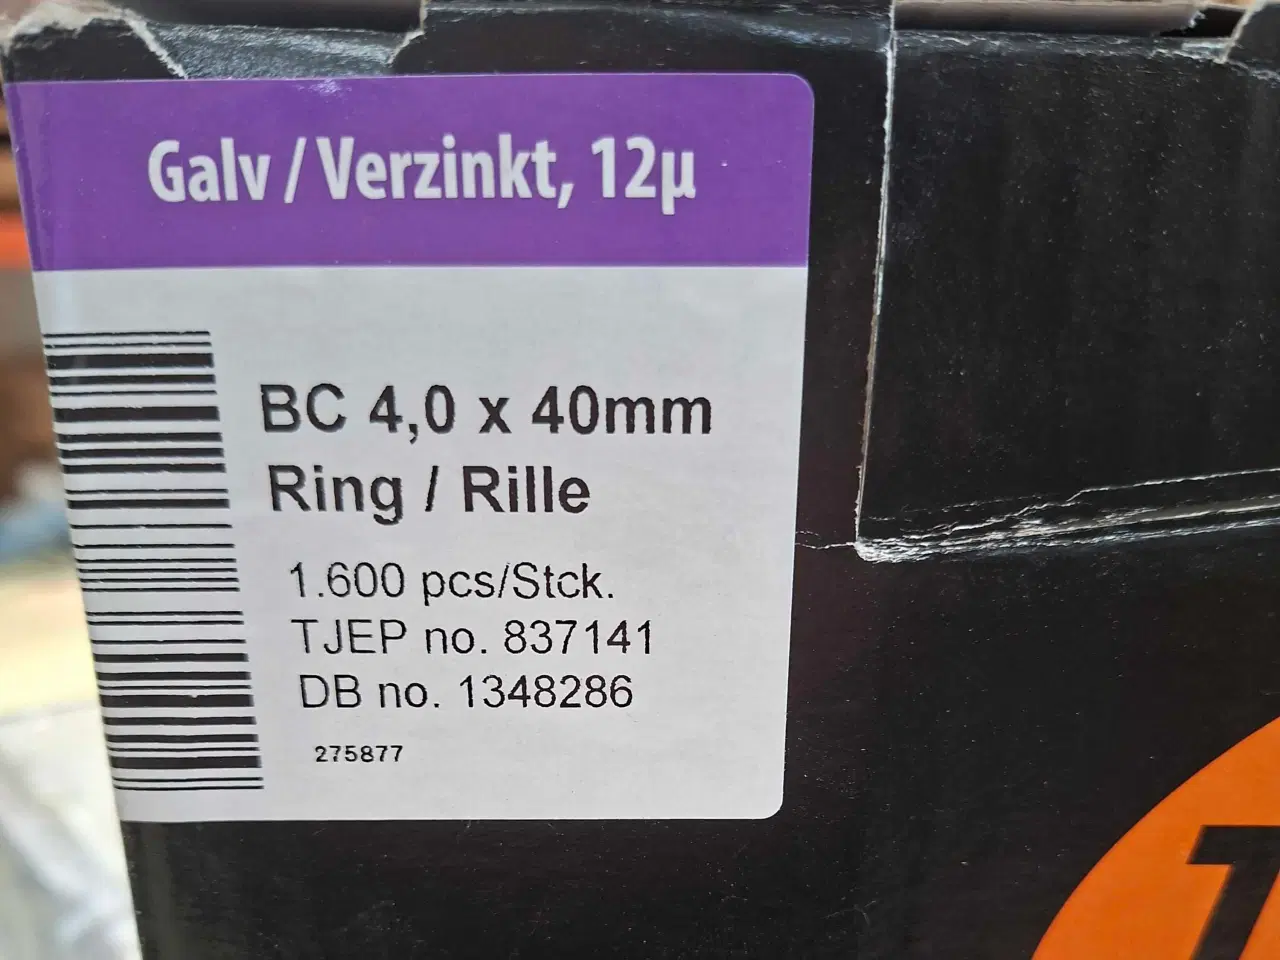 Galv / Verzinkt, 12µ
BC 4,0 x 40mm
Ring / Rille
1.600 pcs/Stck.
TJEP no. 837141
DB no. 1348286
275877